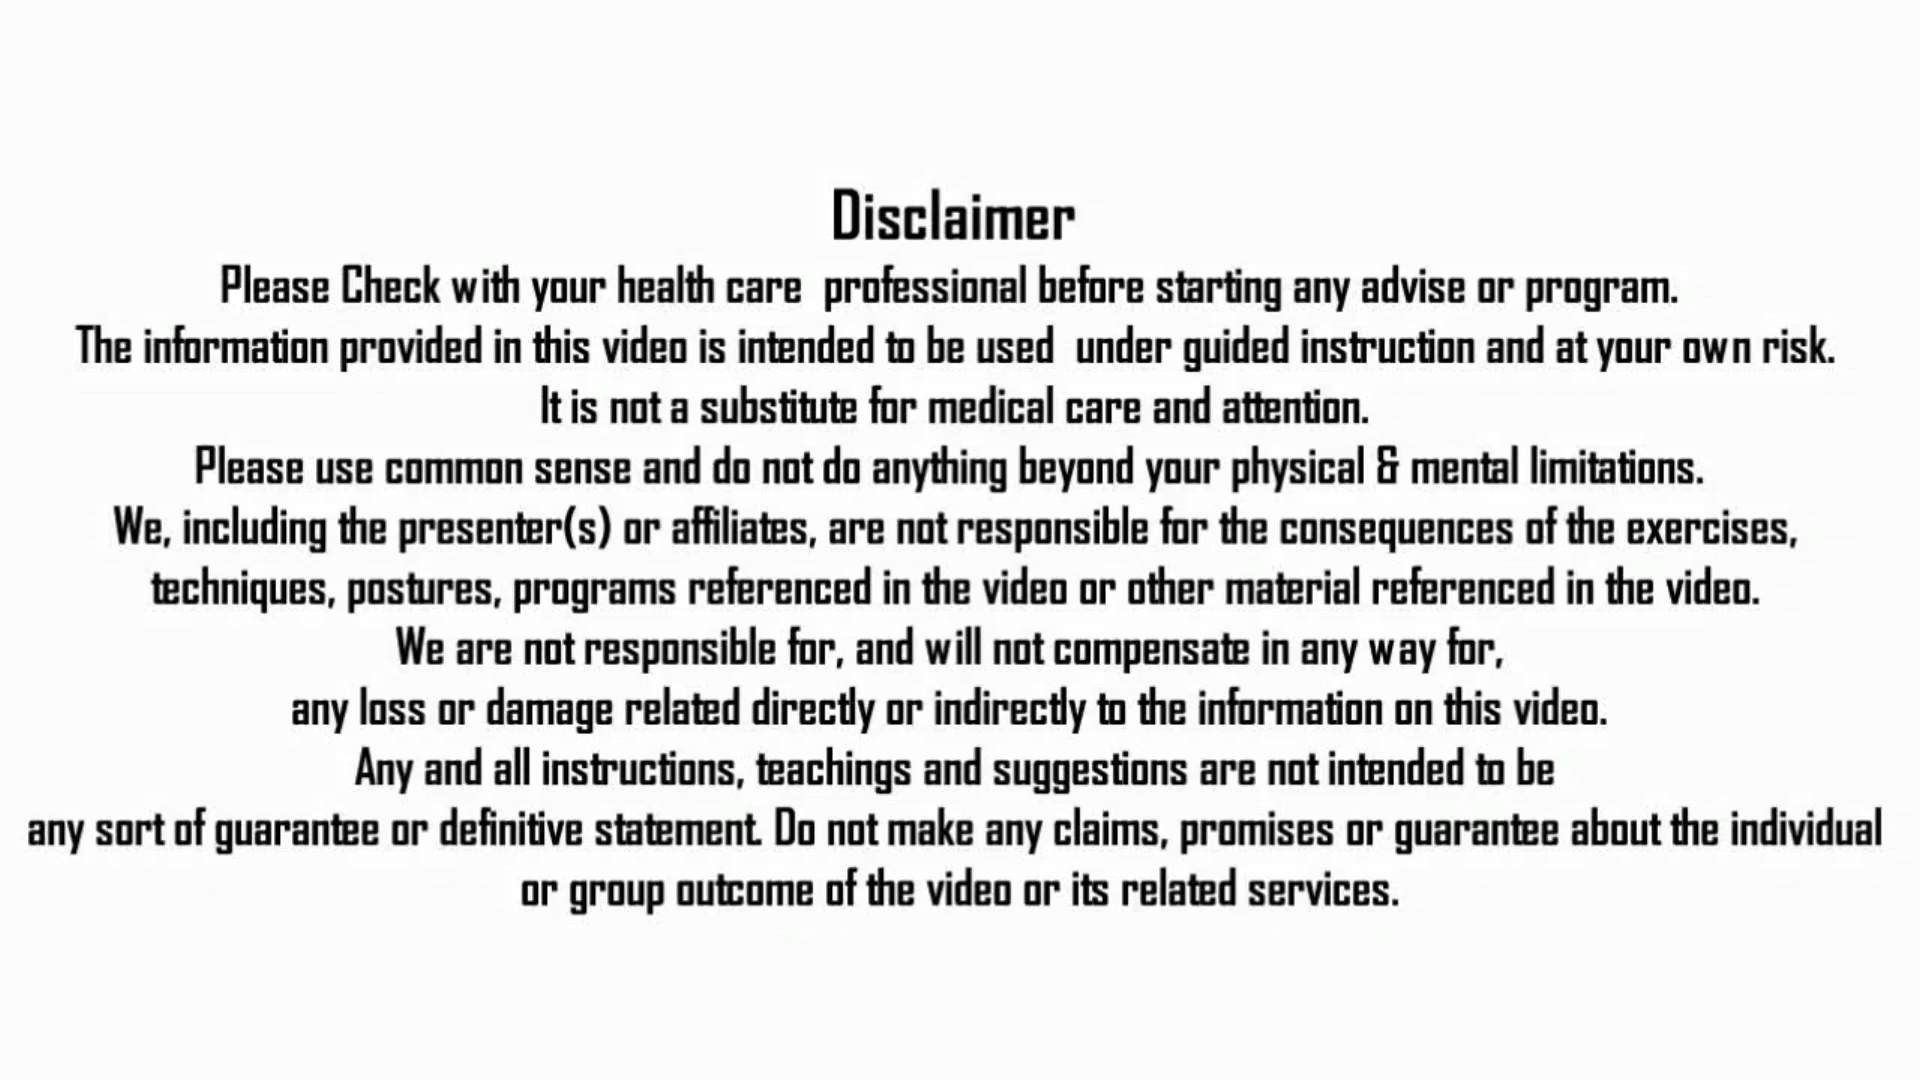 Disclaimer
Please Check with your health care professional before starting any advise or program.
The information provided in this video is intended to be used under guided instruction and at your own risk.
It is not a substitute for medical care and attention.
Please use common sense and do not do anything beyond your physical & mental limitations.
We, including the presenter(s) or affiliates, are not responsible for the consequences of the exercises,
techniques, postures, programs referenced in the video or other material referenced in the video.
We are not responsible for, and will not compensate in any way for,
any loss or damage related directly or indirectly to the information on this video.
Any and all instructions, teachings and suggestions are not intended to be
any sort of guarantee or definitive statement. Do not make any claims, promises or guarantee about the individual
or group outcome of the video or its related services.